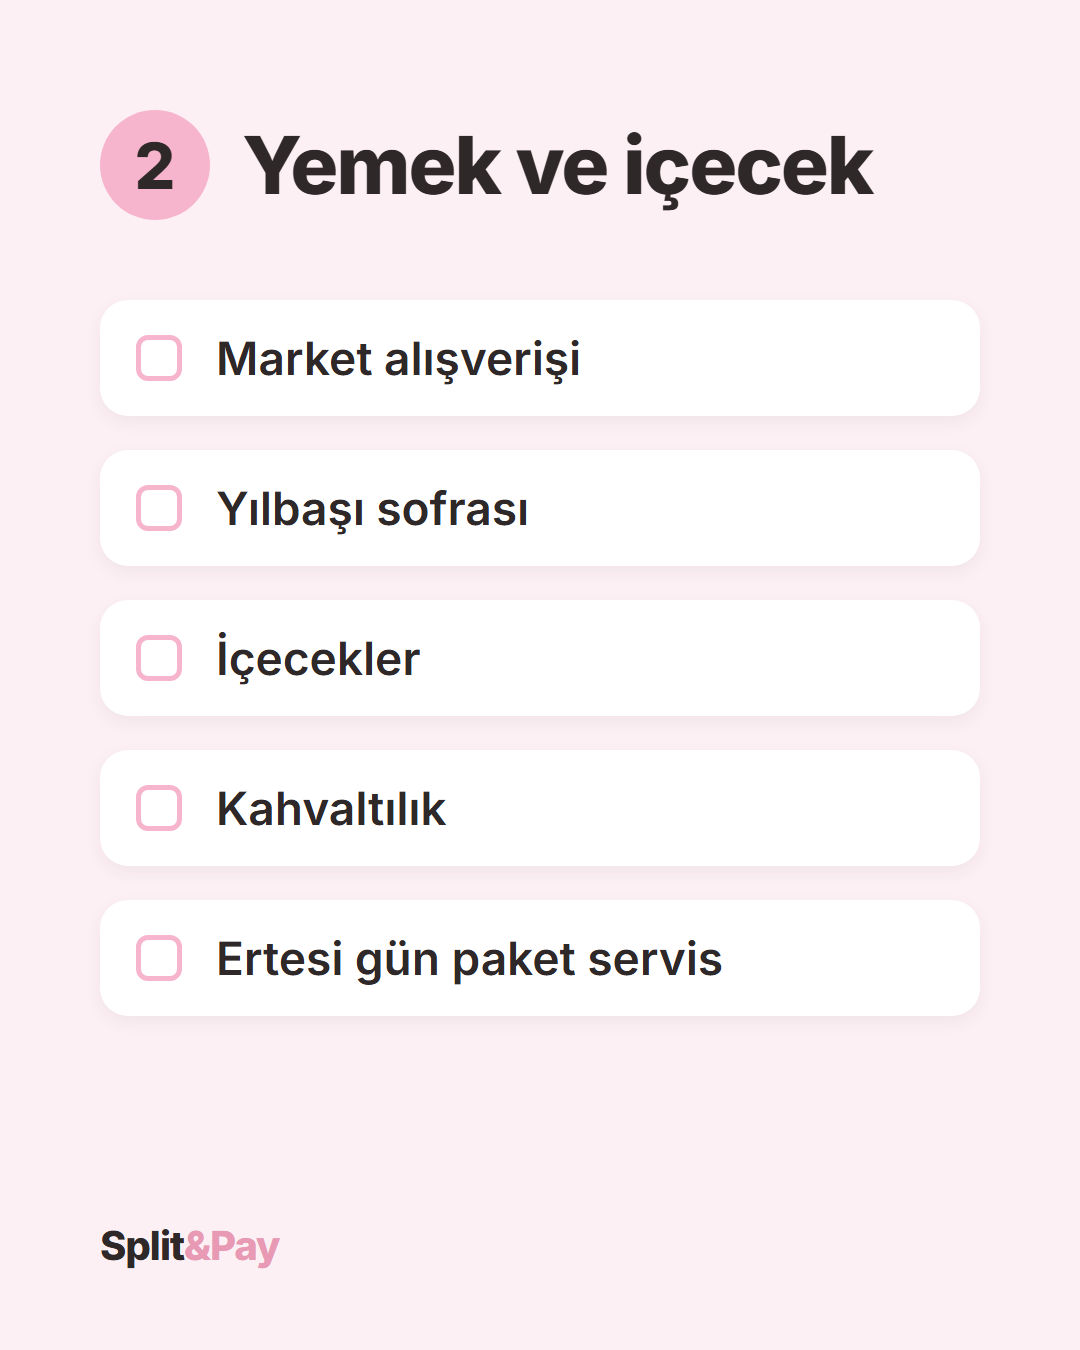 2 Yemek ve içecek
Market alışverişi
Yılbaşı sofrası
İçecekler
Kahvaltılık
Ertesi gün paket servis
Split&Pay